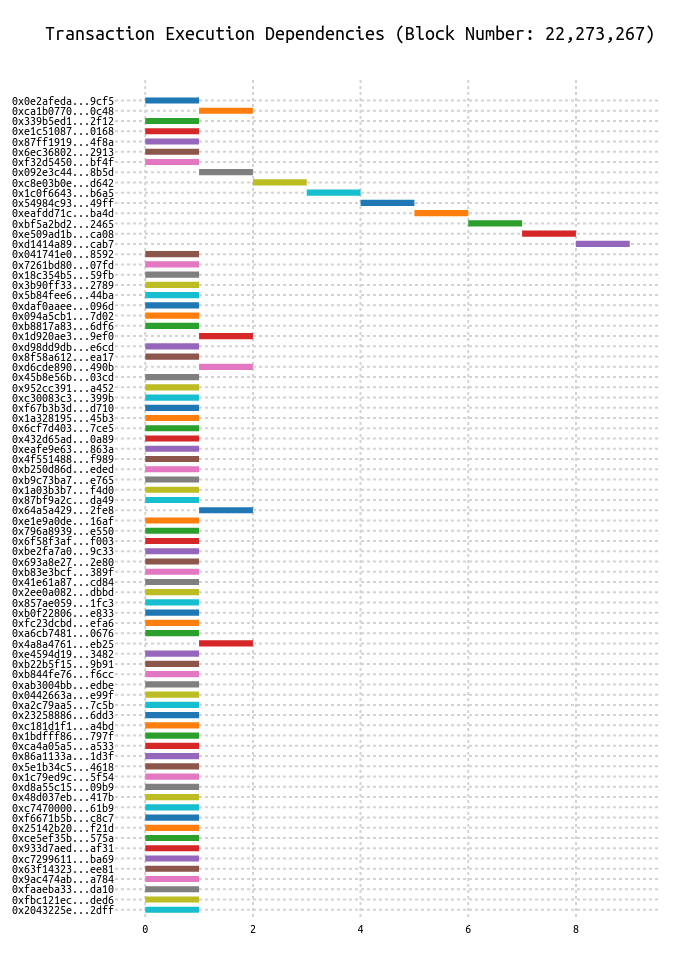 Transaction Execution Dependencies (Block Number: 22,273,267)
0x0e2afeda...9cf5
0xca1b0770...0c48
0x339b5ed1...2f12
0xe1c51087...0168
0x87ff1919...4f8a
0x6ec36802...2913
0xf32d5450...bf4f
0x092e3c44...8b5d
0xc8e03b0e...d642
0x1c0f6643...b6a5
0x54984c93...49ff
0xeafdd71c...ba4d
0xbf5a2bd2...2465
0xe509ad1b...ca08
0xd1414a89...cab7
0x041741e0...8592
0x7261bd80...07fd
0x18c354b5...59fb
0x3b90ff33...2789
0x5b84fee6...44ba
0xdaf0aaee...096d
0x094a5cb1...7d02
0xb8817a83...6df6
0x1d920ae3...9ef0
0xd98dd9db...e6cd
0x8f58a612...ea17
0xd6cde890...490b
0x45b8e56b...03cd
0x952cc391...a452
0xc30083c3...399b
0xf67b3b3d...d710
0x1a328195...45b3
0x6cf7d403...7ce5
0x432d65ad...0a89
0xeafe9e63...863a
0x4f551488...f989
0xb250d86d...eded
0xb9c73ba7...e765
0x1a03b3b7...f4d0
0x87bf9a2c...da49
0x64a5a429...2fe8
0xe1e9a0de...16af
0x796a8939...e550
0x6f58f3af...f003
0xbe2fa7a0...9c33
0x693a8e27...2e80
0xb83e3bcf...389f
0x41e61a87...cd84
0x2ee0a082...dbbd
0x857ae059...1fc3
0xb0f22806...e833
0xfc23dcbd...efa6
0xa6cb7481...0676
0x4a8a4761...eb25
0xe4594d19...3482
0xb22b5f15...9b91
0xb844fe76...f6cc
0xab3004bb...edbe
0x0442663a...e99f
0xa2c79aa5...7c5b
0x23258886...6dd3
0xc181d1f1...a4bd
0x1bdfff86...797f
0xca4a05a5...a533
0x86a1133a...1d3f
0x5e1b34c5...4618
0x1c79ed9c...5f54
0xd8a55c15...09b9
0x48d037eb...417b
0xc7470000...61b9
0xf6671b5b...c8c7
0x25142b20...f21d
0xce5ef35b...575a
0x933d7aed...af31
0xc7299611...ba69
0x63f14323...ee81
0x9ac474ab...a784
0xfaaeba33...da10
0xfbc121ec...ded6
0x2043225e...2dff
0 2 4 6 8